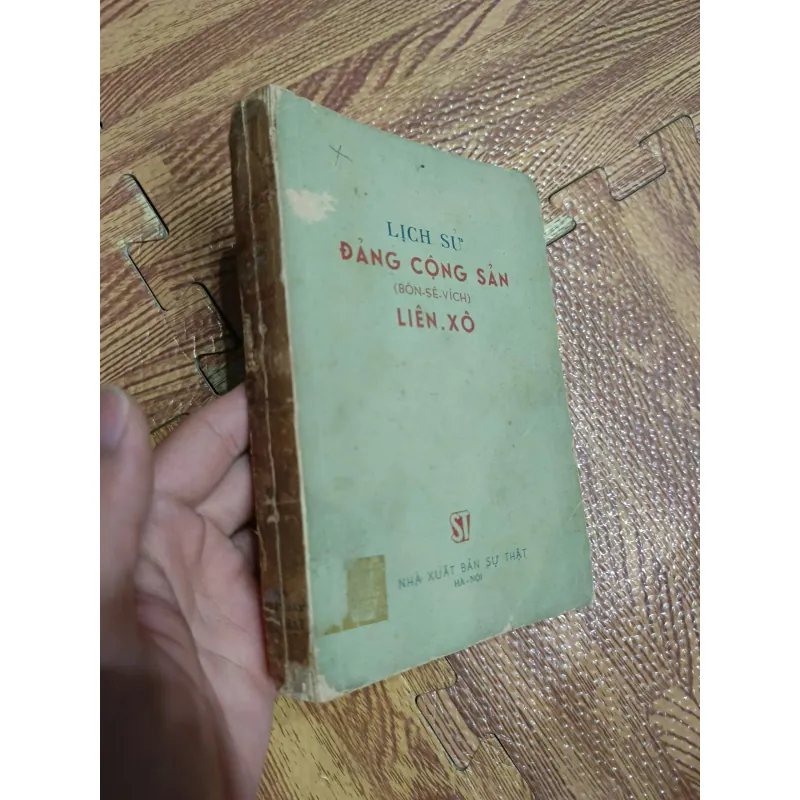 LỊCH SỬ
ĐẢNG CỘNG SẢN
(BÔN-SÊ-VÍCH)
LIÊN.XÔ
ST
NHÀ XUẤT BẢN SỰ THẬT
HÀ-NỘI